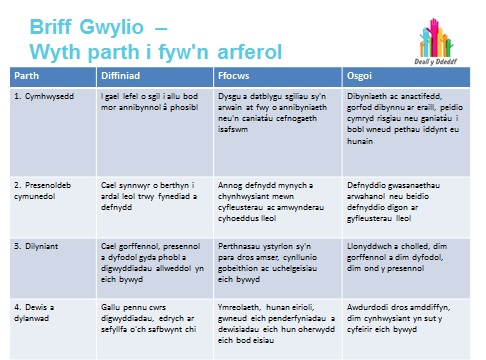 Briff Gwylio –
Wyth parth i fyw'n arferol
Deall y Ddeddf
Parth
Diffiniad
Ffocws
Osgoi
1. Cymhwysedd
I gael lefel o sgil i allu bod
mor annibynnol â phosibl
Dysgu a datblygu sgiliau sy'n
arwain at fwy o annibyniaeth
neu'n caniatáu cefnogaeth
isafswm
Dibyniaeth ac anactifedd,
gorfod dibynnu ar eraill, peidio
cymryd risgiau neu ganiatáu i
bobl wneud pethau iddynt eu
hunain
2. Presenoldeb
cymunedol
Cael synnwyr o berthyn i
ardal leol trwy fynediad a
defnydd
Annog defnydd mynych a
chynhwysiant mewn
cyfleusterau ac amwynderau
cyhoeddus lleol
Defnyddio gwasanaethau
arwahanol neu beidio
defnyddio digon ar
gyfleusterau lleol
3. Dilyniant
Cael gorffennol, presennol
a dyfodol gyda phobl a
digwyddiadau allweddol yn
eich bywyd
Perthnasau ystyrlon sy'n
para dros amser, cynllunio
gobeithion ac uchelgeisiau
eich bywyd
Llonyddwch a cholled, dim
gorffennol a dim dyfodol,
dim ond y presennol
4. Dewis a
dylanwad
Gallu pennu cwrs
digwyddiadau, edrych ar
sefyllfa o'ch safbwynt chi
Ymreolaeth, hunan eirioli,
gwneud eich penderfyniadau a
dewisiadau eich hun oherwydd
eich bod eisiau
Awdurdodi dros amddiffyn,
dim cynhwysiant yn sut y
cyfeirir eich bywyd